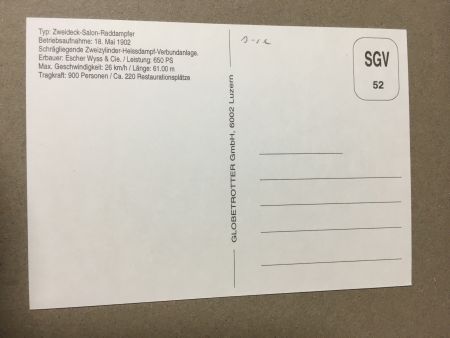 Typ: Zweideck-Salon-Raddampfer
Betriebsaufnahme: 18. Mai 1902
Schrägliegende Zweizylinder-Heissdampf-Verbundanlage,
Erbauer: Escher Wyss & Cie. / Leistung: 650 PS
Max. Geschwindigkeit: 26 km/h / Länge: 61.00 m
Tragkraft: 900 Personen / Ca. 220 Restaurationsplätze
GLOBETROTTER GmbH, 6002 Luzern
SGV
52